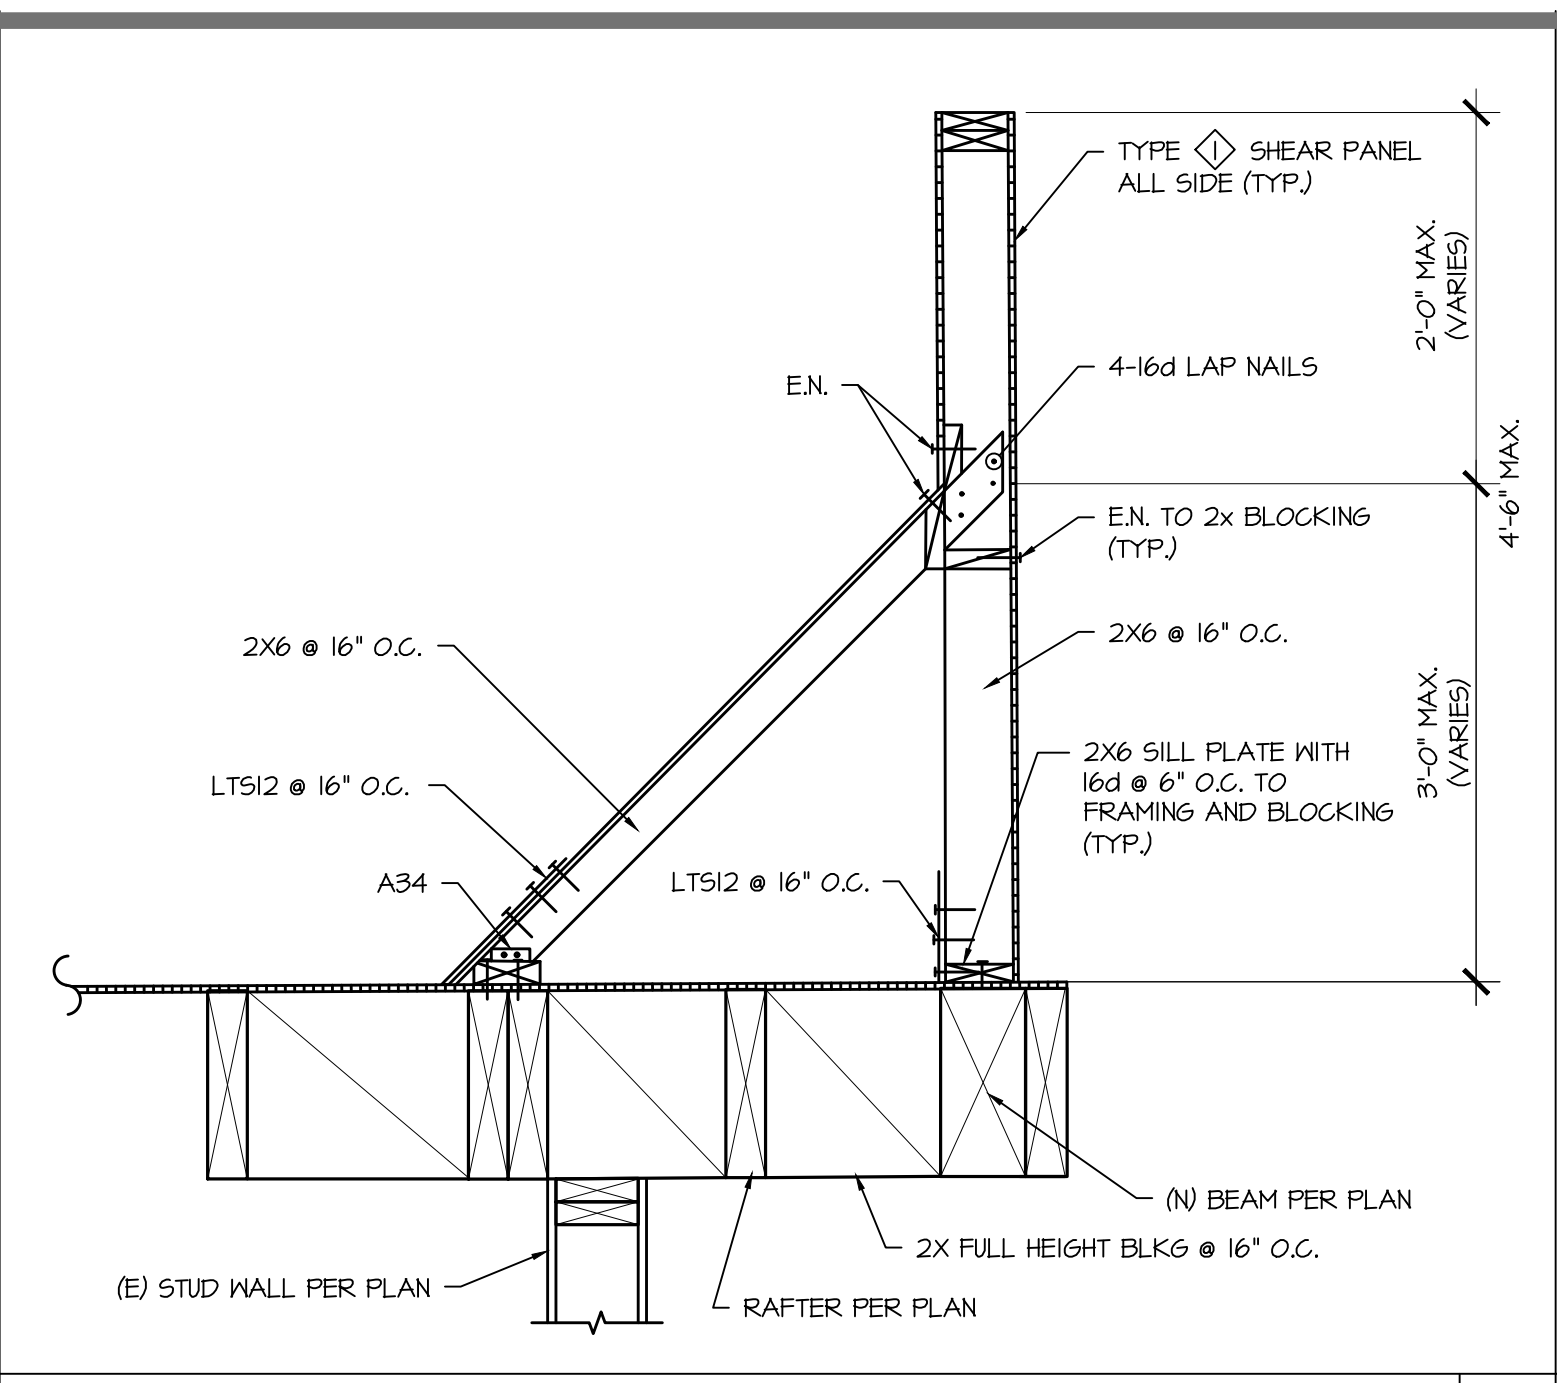 TYPE 1 SHEAR PANEL
ALL SIDE (TYP.)
2'-0" MAX.
(VARIES)
4-16d LAP NAILS
E.N.
4'-6" MAX.
E.N. TO 2x BLOCKING
(TYP.)
2X6 @ 16" O.C.
2X6 @ 16" O.C.
3'-0" MAX.
(VARIES)
2X6 SILL PLATE WITH
16d @ 6" O.C. TO
FRAMING AND BLOCKING
(TYP.)
LTS12 @ 16" O.C.
A34
LTS12 @ 16" O.C.
(N) BEAM PER PLAN
2X FULL HEIGHT BLKG @ 16" O.C.
(E) STUD WALL PER PLAN
RAFTER PER PLAN